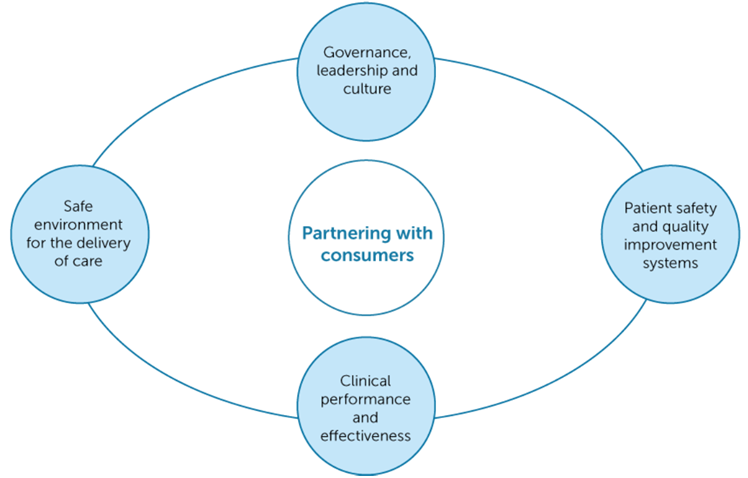 Governance,
leadership and
culture
Safe
environment
for the delivery
of care
Partnering with
consumers
Patient safety
and quality
improvement
systems
Clinical
performance
and
effectiveness